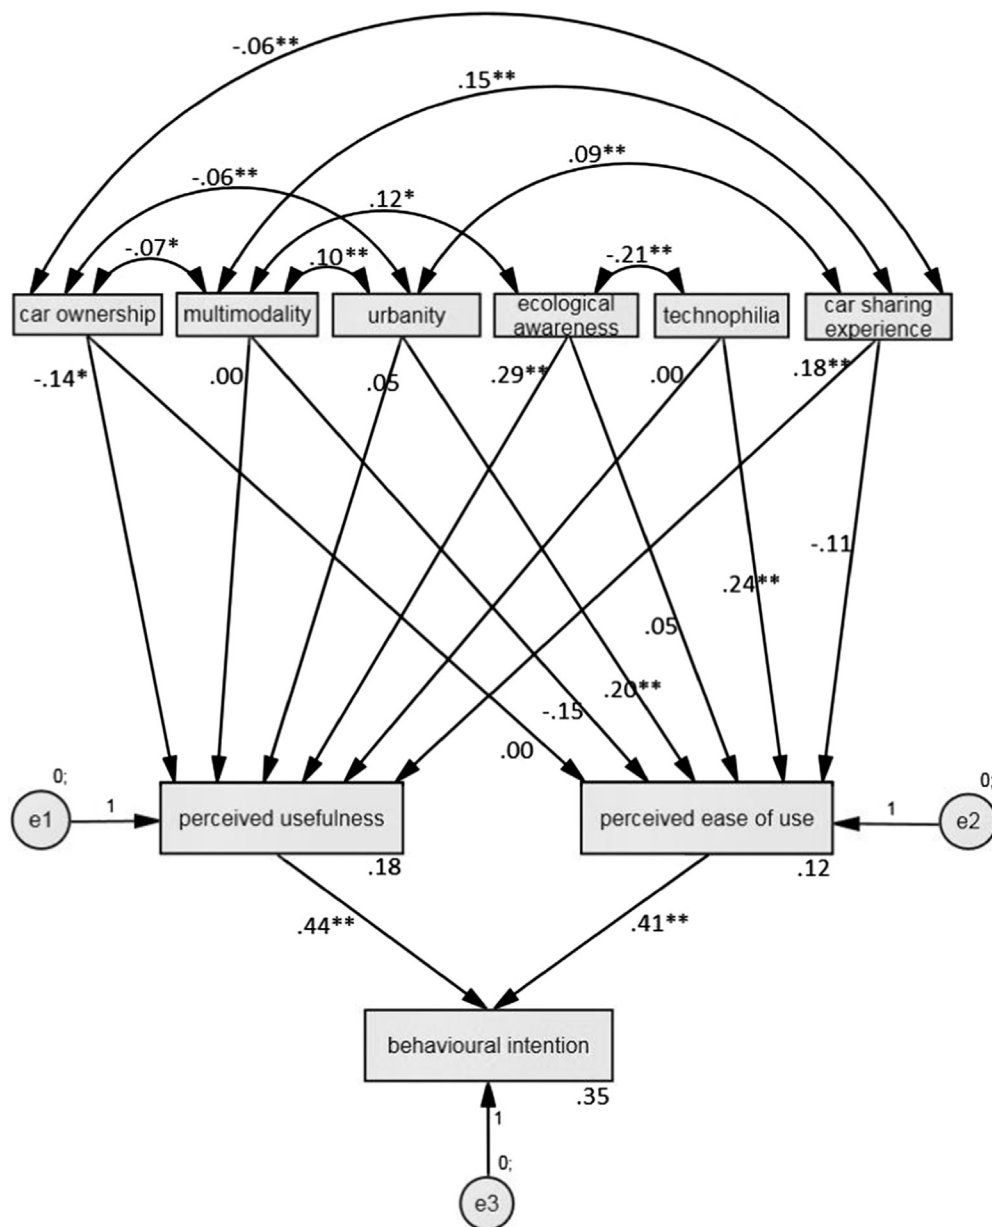 -.06**
.15**
.09**
-.06**
.12*
-.07*
.10**
-.21**
car ownership
multimodality
urbanity
ecological
awareness
technophilia
car sharing
experience
-.14*
.00
.05
.29**
.00
.18**
-.11
.24**
.05
.20**
-.15
.00
0;
e1
1
perceived usefulness
.18
perceived ease of use
.12
1
0;
e2
.44**
.41**
behavioural intention
.35
1
0;
e3